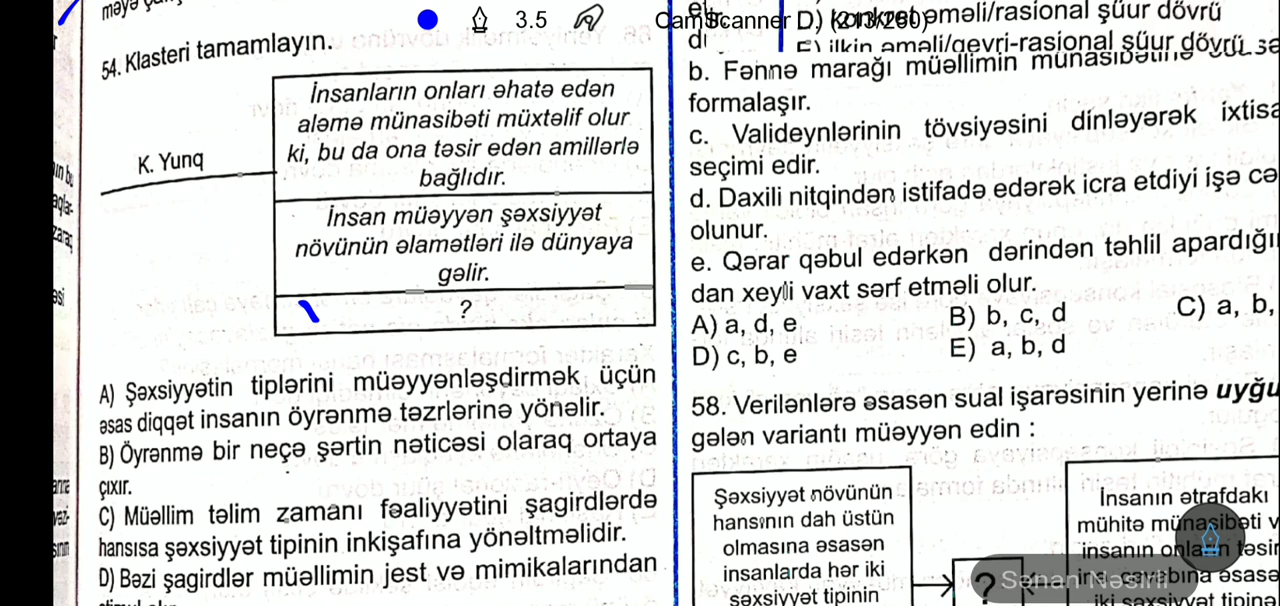 məyə
3.5
CamScanner
54. Klasteri tamamlayın.
K. Yunq
İnsanların onları əhatə edən
aləmə münasibəti müxtəlif olur
ki, bu da ona təsir edən amillərlə
bağlıdır.
İnsan müəyyən şəxsiyyət
növünün əlamətləri ilə dünyaya
gəlir.
?
A) Şəxsiyyətin tiplərini müəyyənləşdirmək üçün
əsas diqqət insanın öyrənmə təzrlərinə yönəlir.
B) Öyrənmə bir neçə şərtin nəticəsi olaraq ortaya
çıxır.
C) Müəllim təlim zamanı fəaliyyətini şagirdlərdə
hansısa şəxsiyyət tipinin inkişafına yönəltməlidir.
D) Bəzi şagirdlər müəllimin jest və mimikalarından
D) konkret əməli/rasional şüur dövrü
E) ilkin əməli/qeyri-rasional şüur dövrü
b. Fənnə marağı müəllimin münasibətinə
formalaşır.
c. Valideynlərinin tövsiyəsini dinləyərək ixtisa
seçimi edir.
d. Daxili nitqindən istifadə edərək icra etdiyi işə cə
olunur.
e. Qərar qəbul edərkən dərindən təhlil apardığı
dan xeyli vaxt sərf etməli olur.
A) a, d, e
B) b, c, d
C) a, b,
D) c, b, e
E) a, b, d
58. Verilənlərə əsasən sual işarəsinin yerinə uyğu
gələn variantı müəyyən edin :
Şəxsiyyət növünün
hansının dah üstün
olmasına əsasən
insanlarda hər iki
şəxsiyyət tipinin
?
İnsanın ətrafdakı
mühitə münasibəti v
insanın onların təsir
əsasə
iki şəxsiyyət tipinə
Sənan Nəsirli